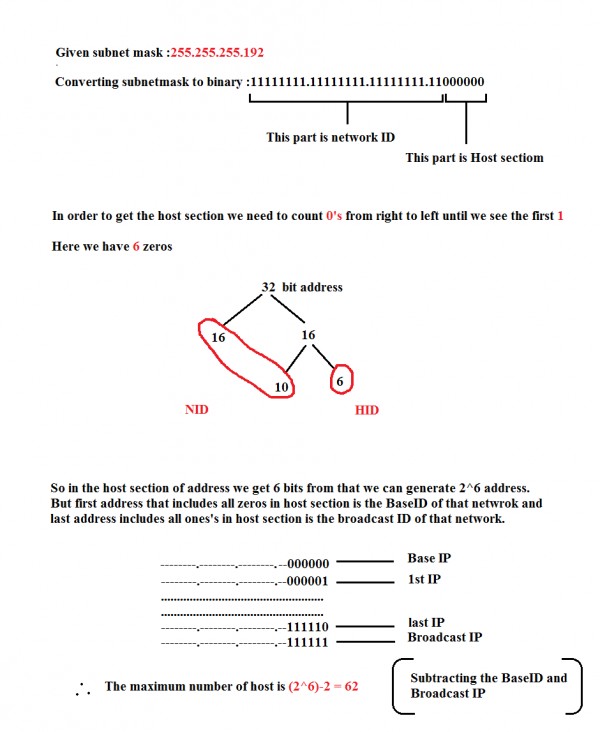 Given subnet mask :255.255.255.192
Converting subnetmask to binary :11111111.11111111.11111111.11000000
This part is network ID
This part is Host sectiom
In order to get the host section we need to count 0's from right to left until we see the first 1
Here we have 6 zeros
32 bit address
16
16
10
6
NID
HID
So in the host section of address we get 6 bits from that we can generate 2^6 address.
But first address that includes all zeros in host section is the BaseID of that netwrok and
last address includes all ones's in host section is the broadcast ID of that network.
--------.--------.--------.--000000 Base IP
--------.--------.--------.--000001 1st IP
....................................................
....................................................
--------.--------.--------.--111110 last IP
--------.--------.--------.--111111 Broadcast IP
∴ The maximum number of host is (2^6)-2 = 62
Subtracting the BaseID and
Broadcast IP